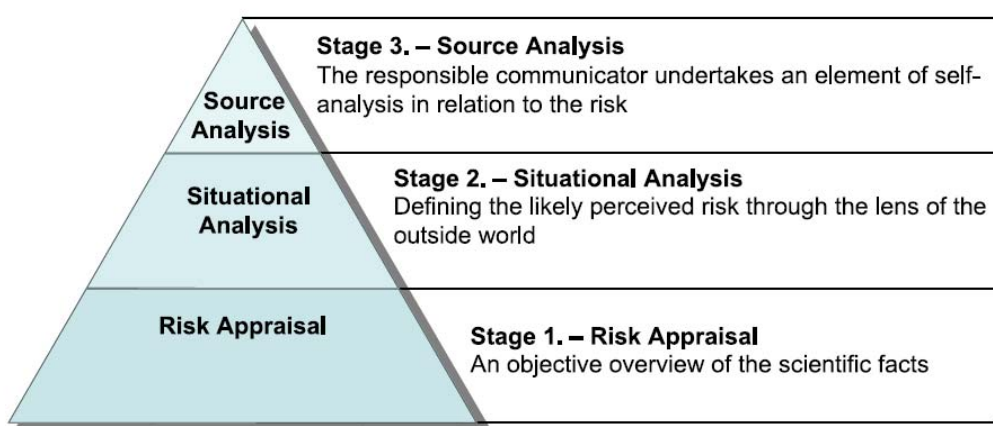 Stage 3. – Source Analysis
The responsible communicator undertakes an element of self-
analysis in relation to the risk
Source
Analysis
Stage 2. – Situational Analysis
Defining the likely perceived risk through the lens of the
outside world
Situational
Analysis
Risk Appraisal
Stage 1. – Risk Appraisal
An objective overview of the scientific facts